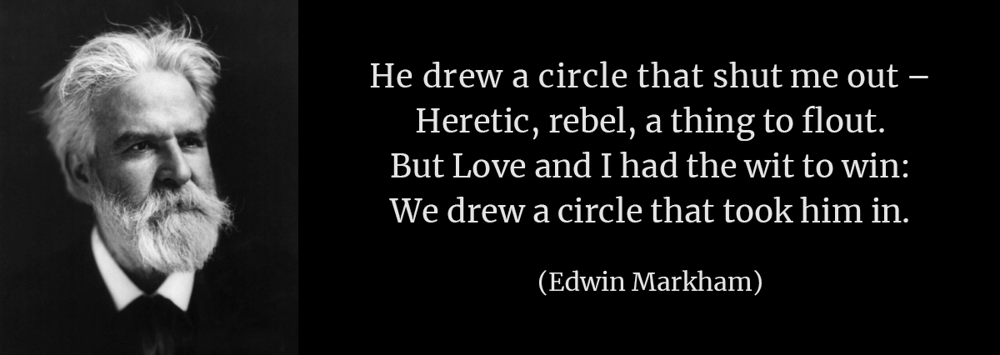 He drew a circle that shut me out –
Heretic, rebel, a thing to flout.
But Love and I had the wit to win:
We drew a circle that took him in.
(Edwin Markham)